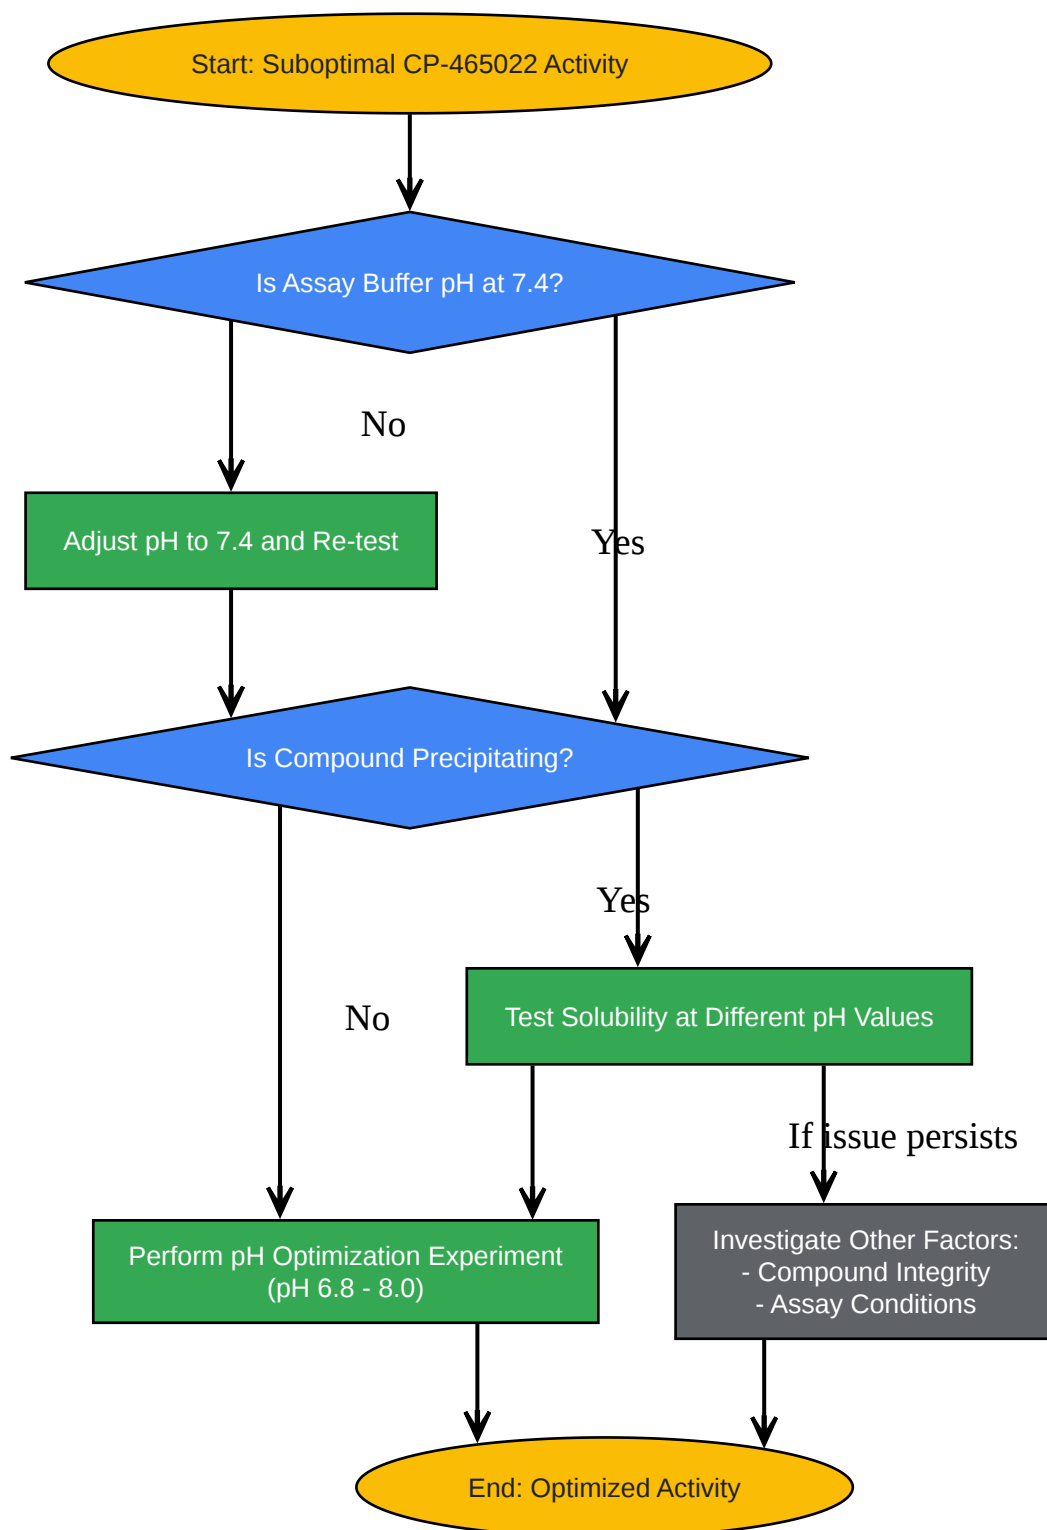 Start: Suboptimal CP-465022 Activity
Is Assay Buffer pH at 7.4?
No
Adjust pH to 7.4 and Re-test
Yes
Is Compound Precipitating?
Yes
Test Solubility at Different pH Values
No
If issue persists
Perform pH Optimization Experiment
(pH 6.8 - 8.0)
Investigate Other Factors:
- Compound Integrity
- Assay Conditions
End: Optimized Activity